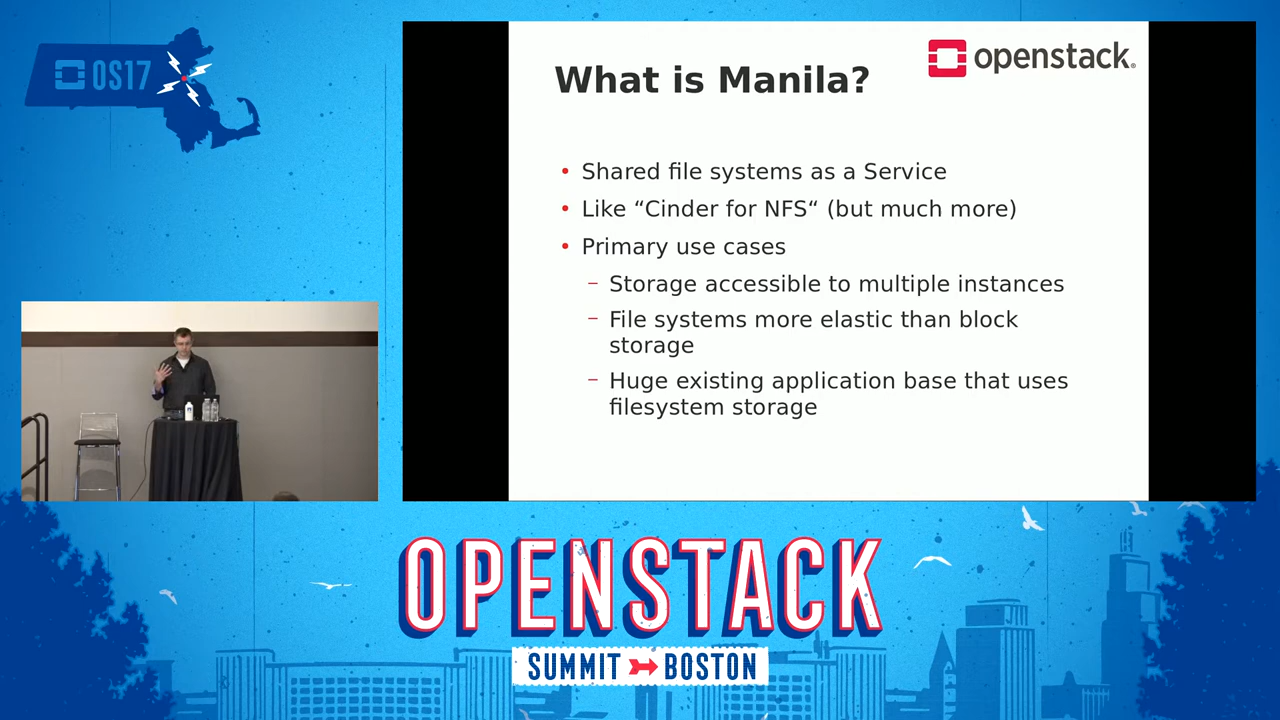 OS17
What is Manila?
openstack.
• Shared file systems as a Service
• Like “Cinder for NFS“ (but much more)
• Primary use cases
– Storage accessible to multiple instances
– File systems more elastic than block
storage
– Huge existing application base that uses
filesystem storage
OPENSTACK
SUMMIT BOSTON